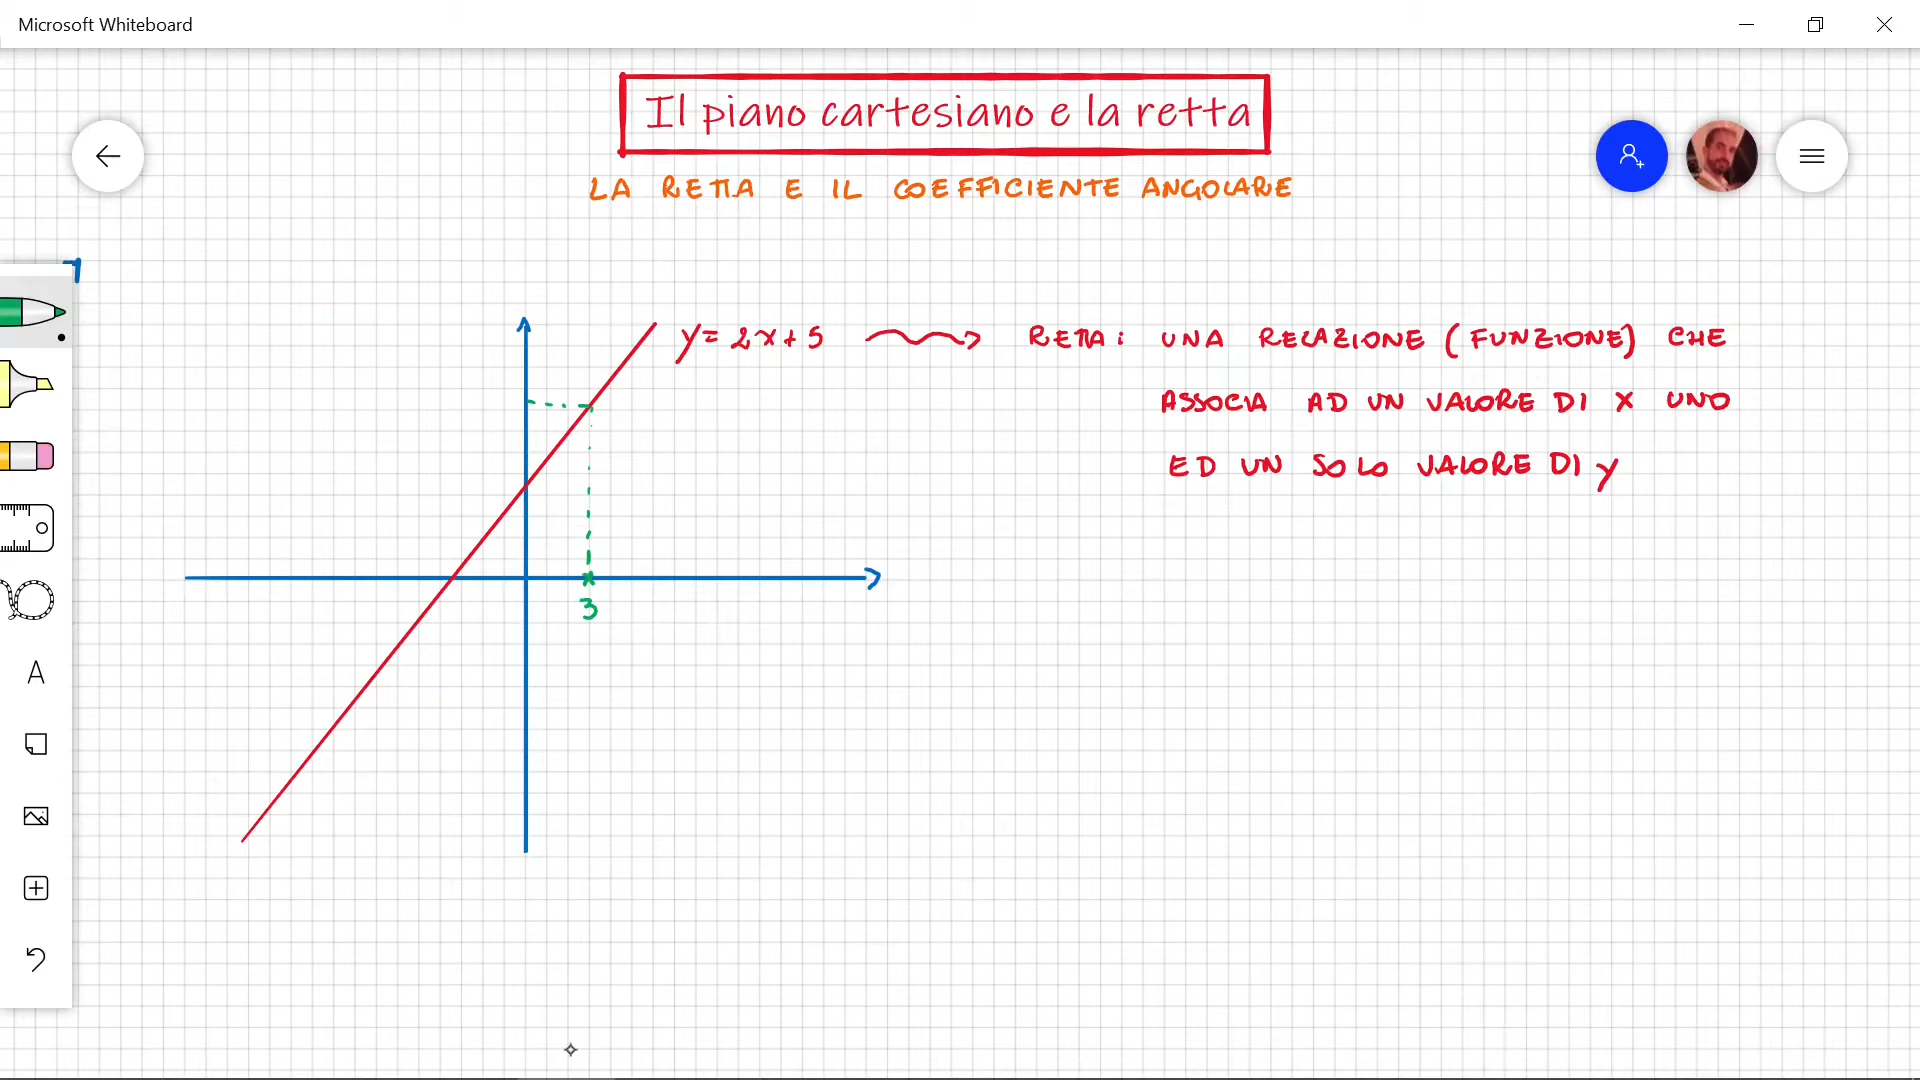 Microsoft Whiteboard
Il piano cartesiano e la retta
LA RETTA E IL COEFFICIENTE ANGOLARE
y = 2x + 5
RETTA: UNA RELAZIONE (FUNZIONE) CHE
ASSOCIA AD UN VALORE DI X UNO
ED UN SOLO VALORE DI y
3
A